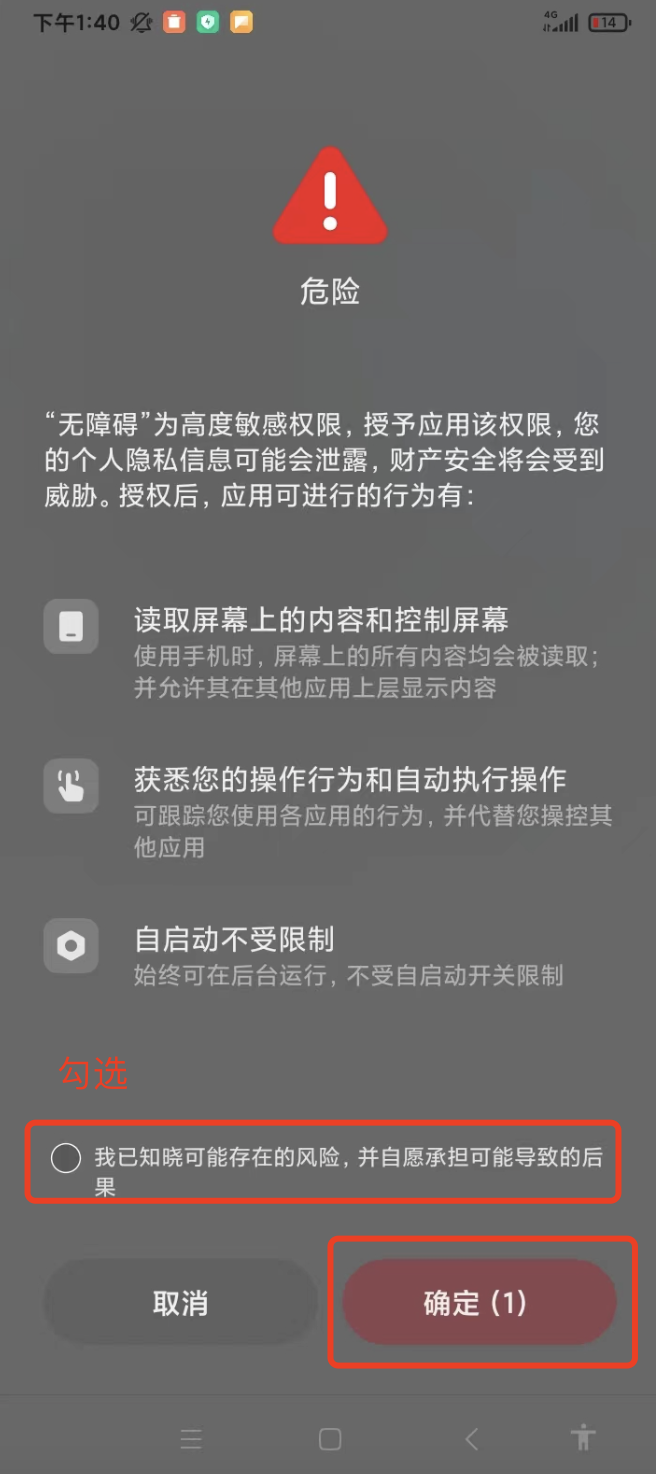 下午1:40
4G
14
危险
“无障碍”为高度敏感权限，授予应用该权限，您
的个人隐私信息可能会泄露，财产安全将会受到
威胁。授权后，应用可进行的行为有：
读取屏幕上的内容和控制屏幕
使用手机时，屏幕上的所有内容均会被读取；
并允许其在其他应用上层显示内容
获悉您的操作行为和自动执行操作
可跟踪您使用各应用的行为，并代替您操控其
他应用
自启动不受限制
始终可在后台运行，不受自启动开关限制
勾选
我已知晓可能存在的风险，并自愿承担可能导致的后
果
取消
确定（1）